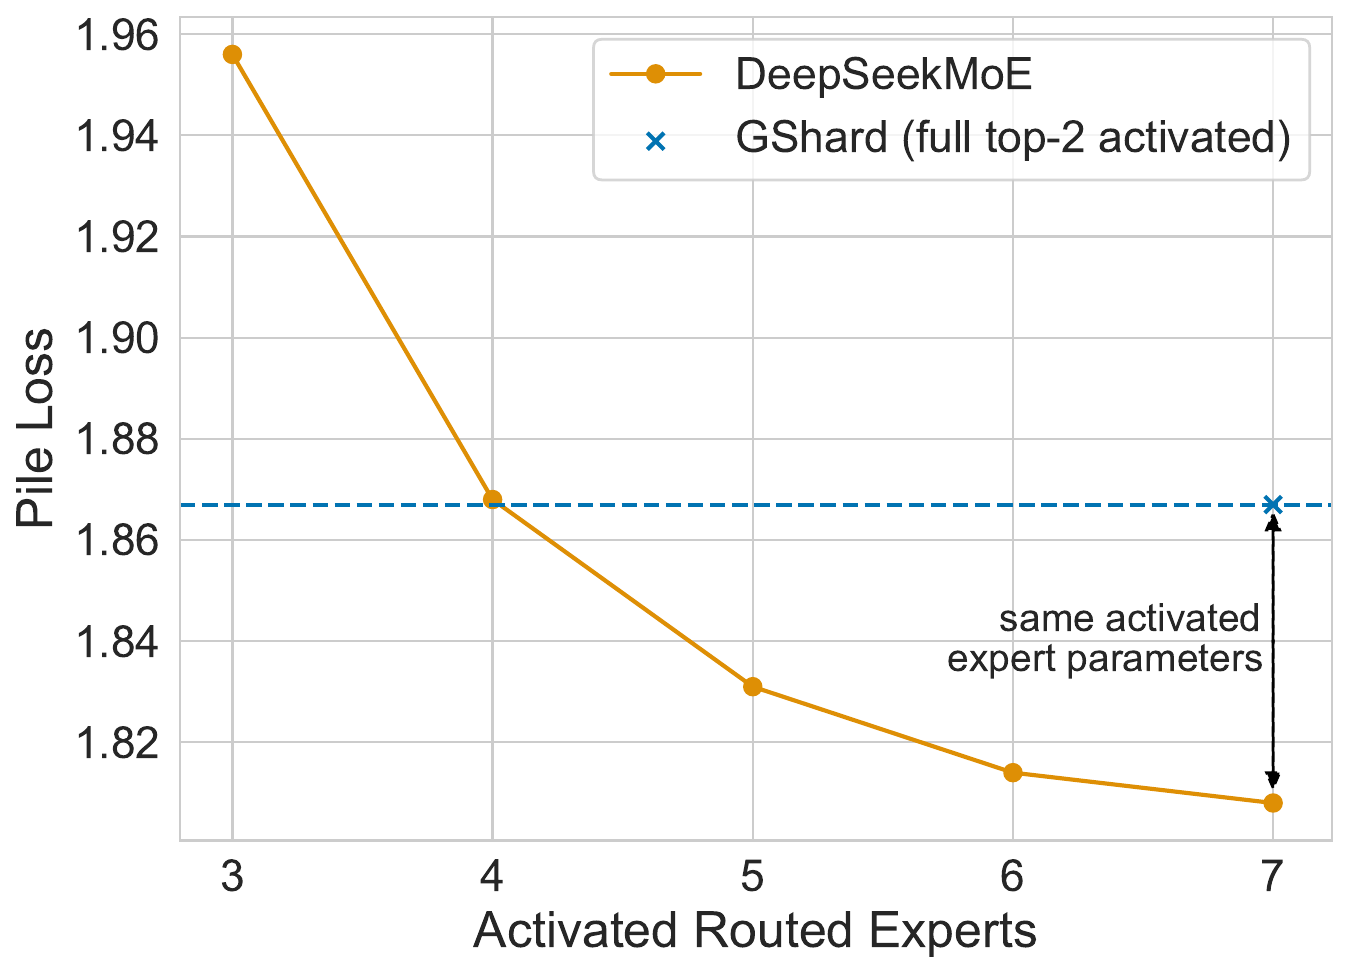 1.96
1.94
1.92
1.90
1.88
1.86
1.84
1.82
Pile Loss
DeepSeekMoE
GShard (full top-2 activated)
same activated
expert parameters
3 4 5 6 7
Activated Routed Experts